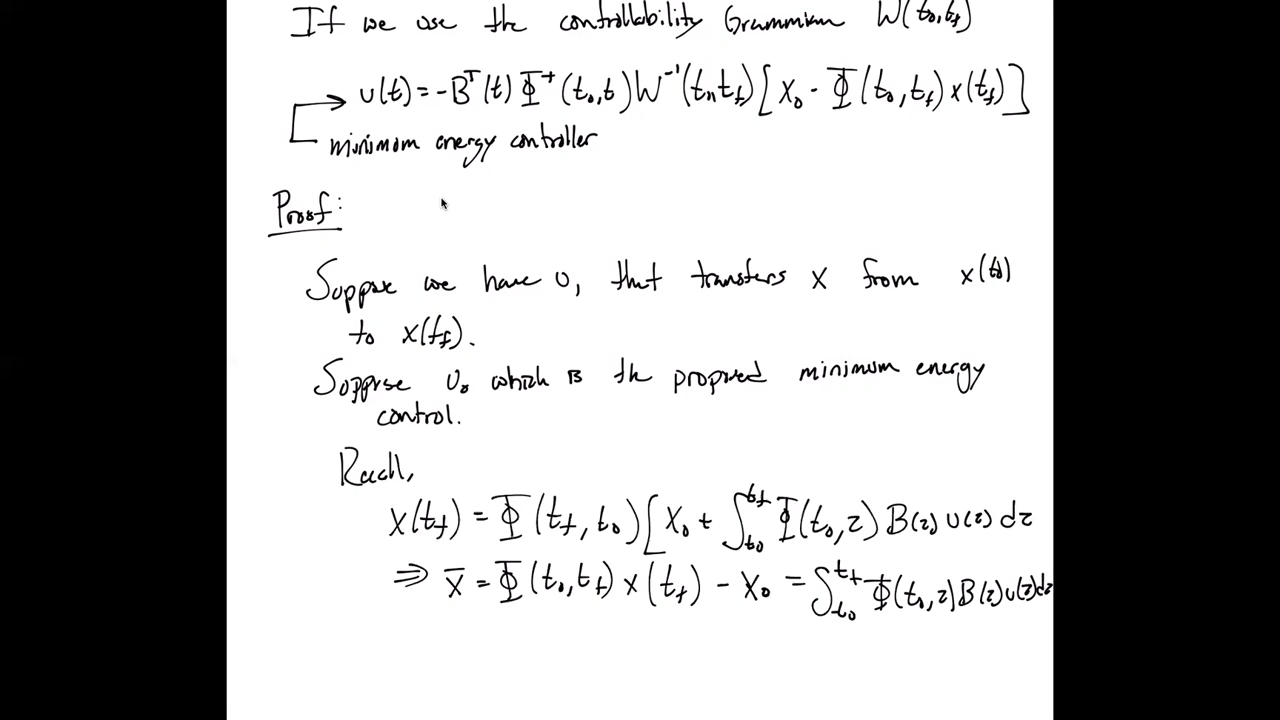 If we use the controllability Grammian W(t₀,t_f)
u(t) = -Bᵀ(t) Φᵀ(t₀,t) W⁻¹(t₀,t_f) [x₀ - Φ(t₀,t_f) x(t_f)]
minimum energy controller
Proof:
Suppose we have u, that transfers x from x(t₀)
to x(t_f).
Suppose u₀ which is the proposed minimum energy
control.
Recall,
x(t_f) = Φ(t_f,t₀) [x₀ + ∫_{t₀}^{t_f} Φ(t₀,τ) B(τ) u(τ) dτ
⇒ x̄ = Φ(t₀,t_f) x(t_f) - x₀ = ∫_{t₀}^{t_f} Φ(t₀,τ) B(τ) u(τ) dτ